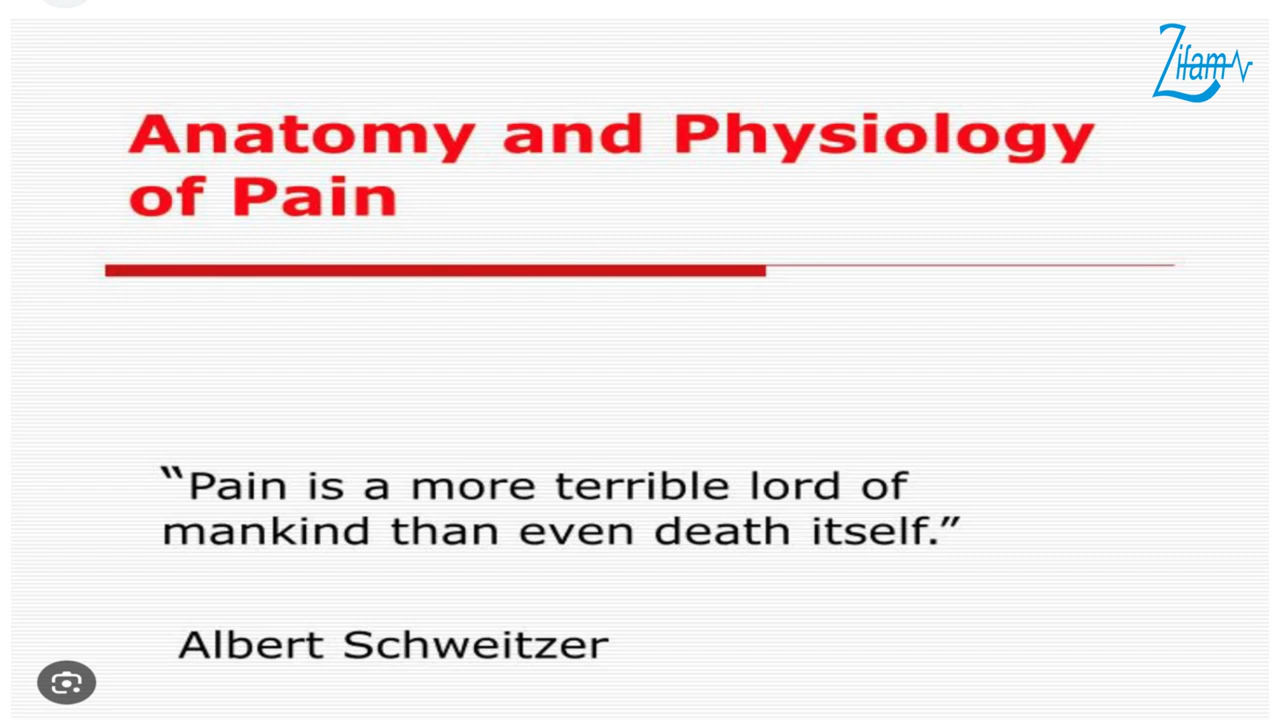 Zifam
Anatomy and Physiology
of Pain
“Pain is a more terrible lord of
mankind than even death itself.”
Albert Schweitzer